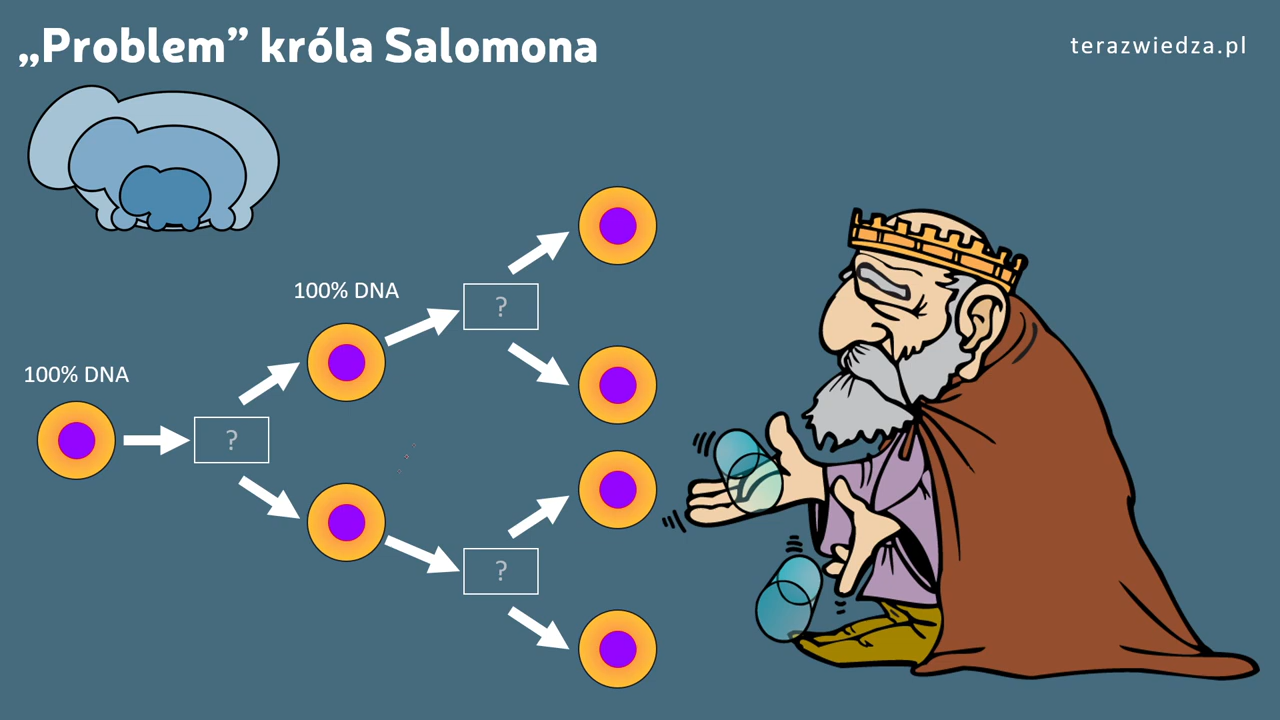 „Problem” króla Salomona
terazwiedza.pl
100% DNA
?
100% DNA
?
?